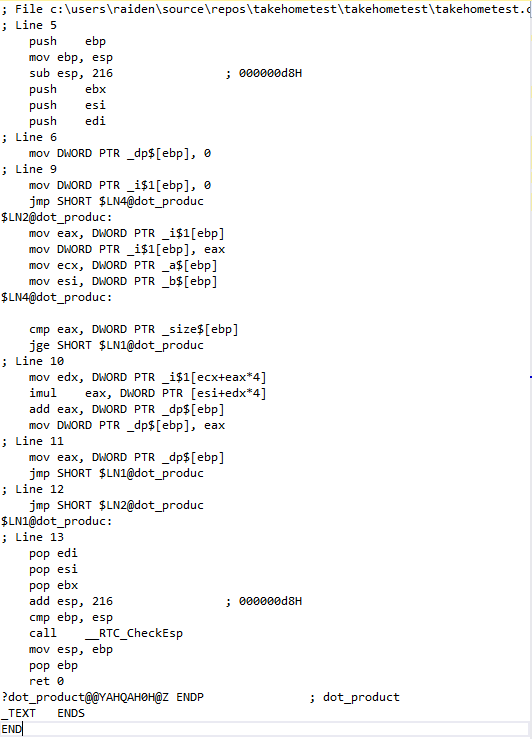 ; File c:\users\raiden\source\repos\takehometest\takehometest\takehometest.c
; Line 5
push ebp
mov ebp, esp
sub esp, 216 ; 000000d8H
push ebx
push esi
push edi
; Line 6
mov DWORD PTR _dp$[ebp], 0
; Line 9
mov DWORD PTR _i$1[ebp], 0
jmp SHORT $LN4@dot_produc
$LN2@dot_produc:
mov eax, DWORD PTR _i$1[ebp]
mov DWORD PTR _i$1[ebp], eax
mov ecx, DWORD PTR _a$[ebp]
mov esi, DWORD PTR _b$[ebp]
$LN4@dot_produc:
cmp eax, DWORD PTR _size$[ebp]
jge SHORT $LN1@dot_produc
; Line 10
mov edx, DWORD PTR _i$1[ecx+eax*4]
imul eax, DWORD PTR [esi+edx*4]
add eax, DWORD PTR _dp$[ebp]
mov DWORD PTR _dp$[ebp], eax
; Line 11
mov eax, DWORD PTR _dp$[ebp]
jmp SHORT $LN1@dot_produc
; Line 12
jmp SHORT $LN2@dot_produc
$LN1@dot_produc:
; Line 13
pop edi
pop esi
pop ebx
add esp, 216 ; 000000d8H
cmp ebp, esp
call __RTC_CheckEsp
mov esp, ebp
pop ebp
ret 0
?dot_product@@YAHQAH0H@Z ENDP ; dot_product
_TEXT ENDS
END